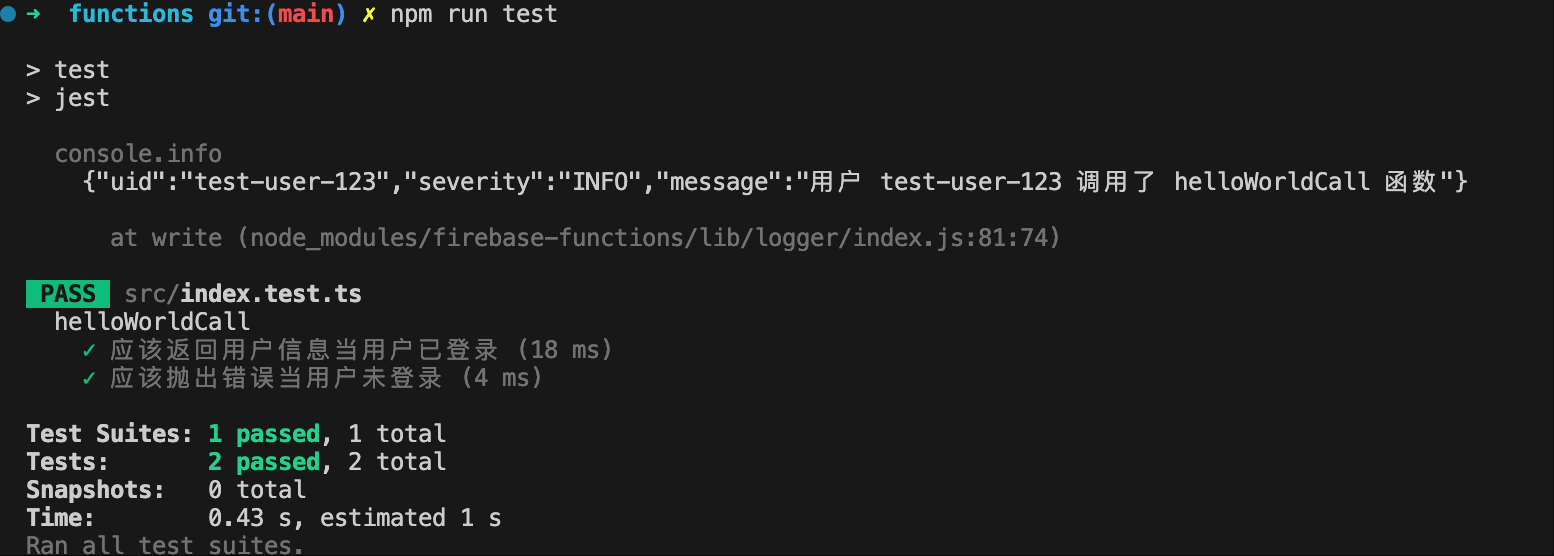 ➜ functions git:(main) ✗ npm run test
> test
> jest
console.info
{"uid":"test-user-123","severity":"INFO","message":"用户 test-user-123 调用了 helloWorldCall 函数"}
at write (node_modules/firebase-functions/lib/logger/index.js:81:74)
PASS src/index.test.ts
helloWorldCall
✓ 应该返回用户信息当用户已登录 (18 ms)
✓ 应该抛出错误当用户未登录 (4 ms)
Test Suites: 1 passed, 1 total
Tests: 2 passed, 2 total
Snapshots: 0 total
Time: 0.43 s, estimated 1 s
Ran all test suites.